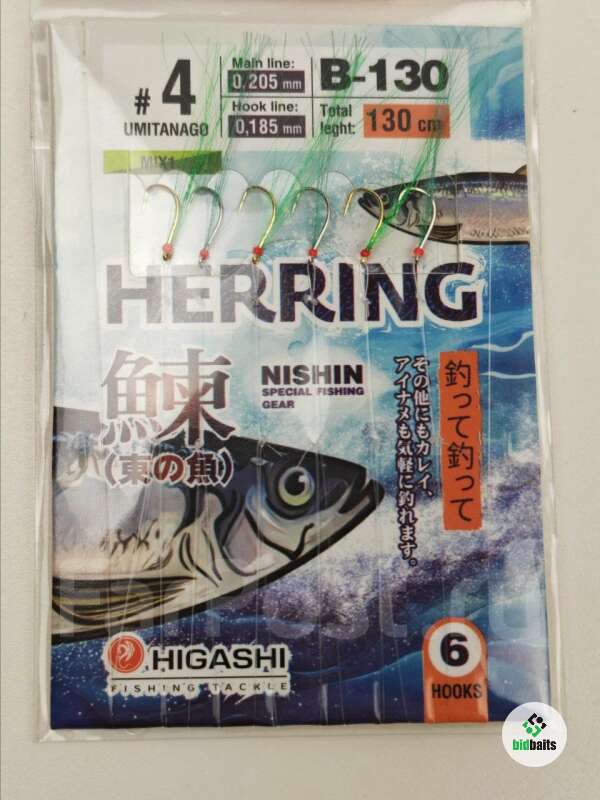 # 4
UMITANAGO
Main line:
0,205 mm
Hook line:
0,185 mm
B-130
Total
leght:
130 cm
MIX1
HERRING
鰊
(東の魚)
NISHIN
SPECIAL FISHING
GEAR
釣って釣って
その他にもカレイ、
アイナメも気軽に釣れます。
HIGASHI
FISHING TACKLE
6
HOOKS
bidbaits